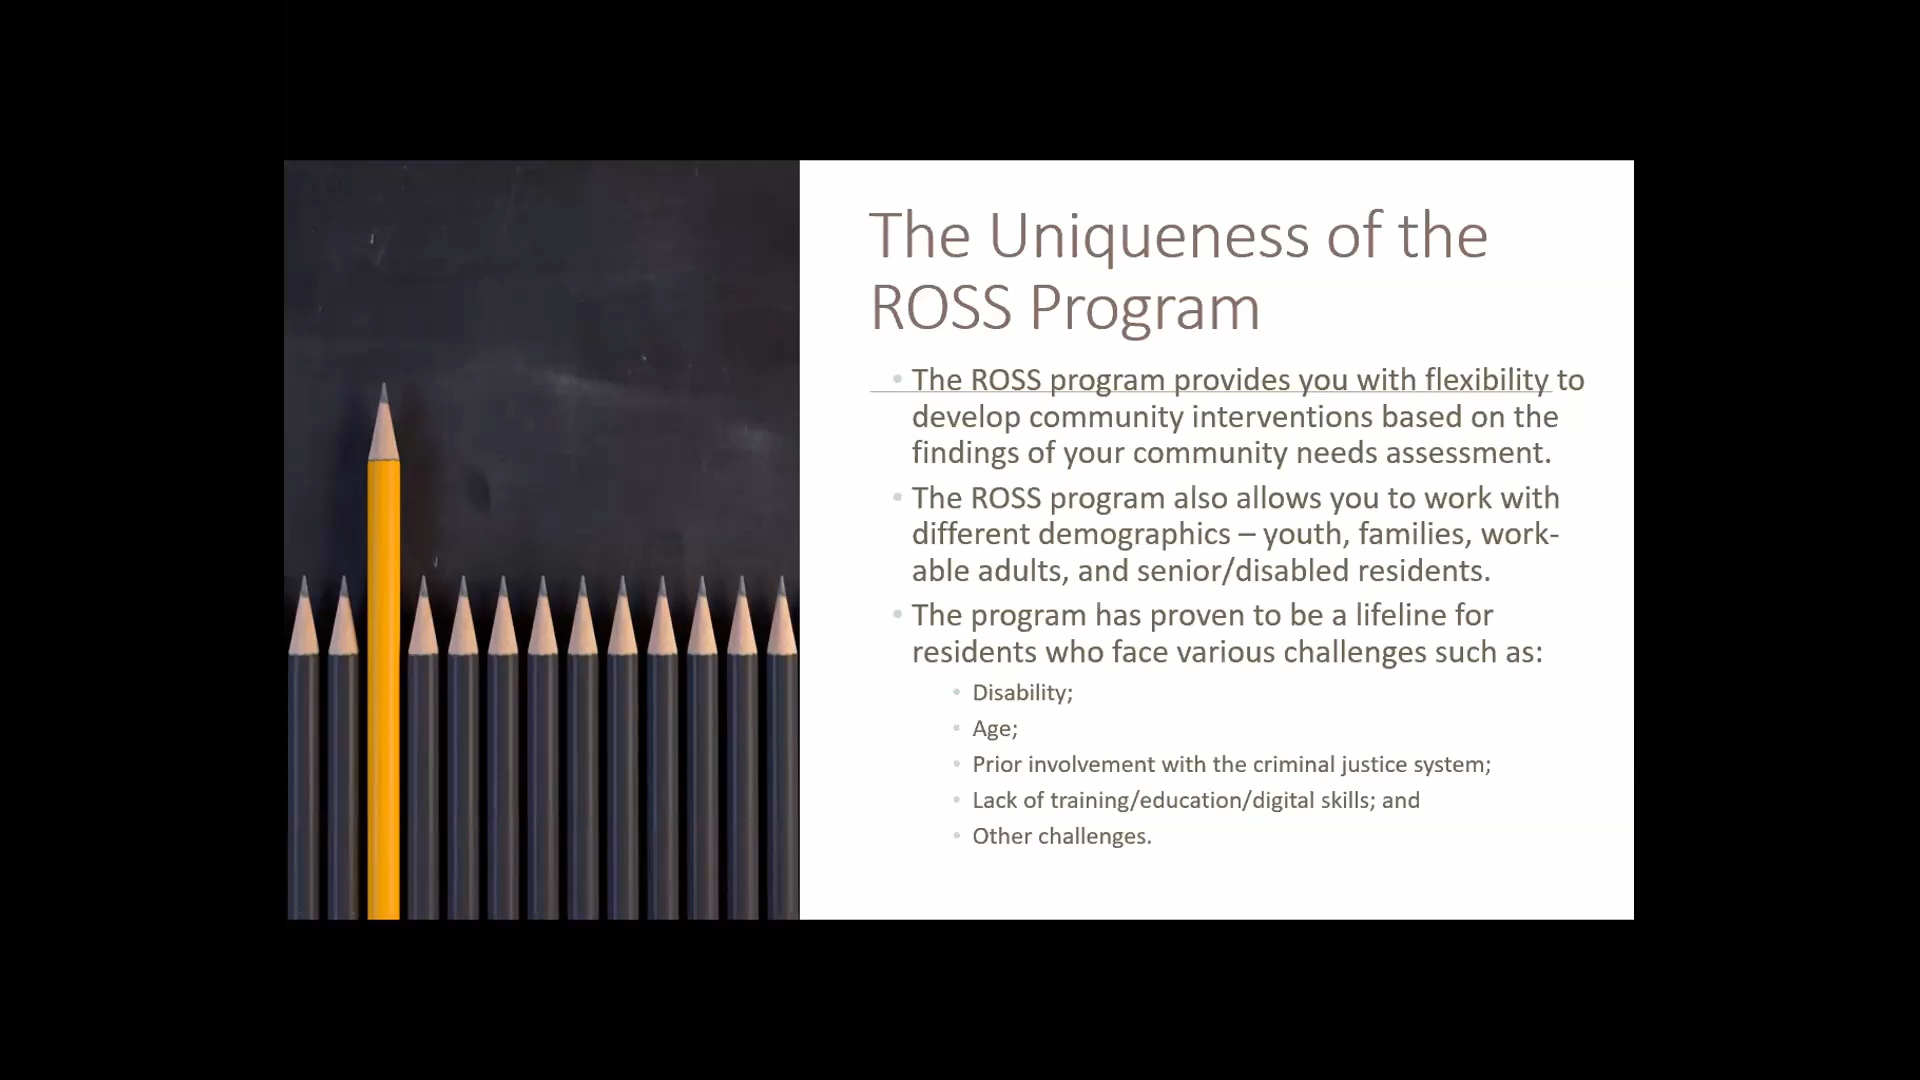 The Uniqueness of the
ROSS Program
• The ROSS program provides you with flexibility to
develop community interventions based on the
findings of your community needs assessment.
• The ROSS program also allows you to work with
different demographics – youth, families, work-
able adults, and senior/disabled residents.
• The program has proven to be a lifeline for
residents who face various challenges such as:
• Disability;
• Age;
• Prior involvement with the criminal justice system;
• Lack of training/education/digital skills; and
• Other challenges.